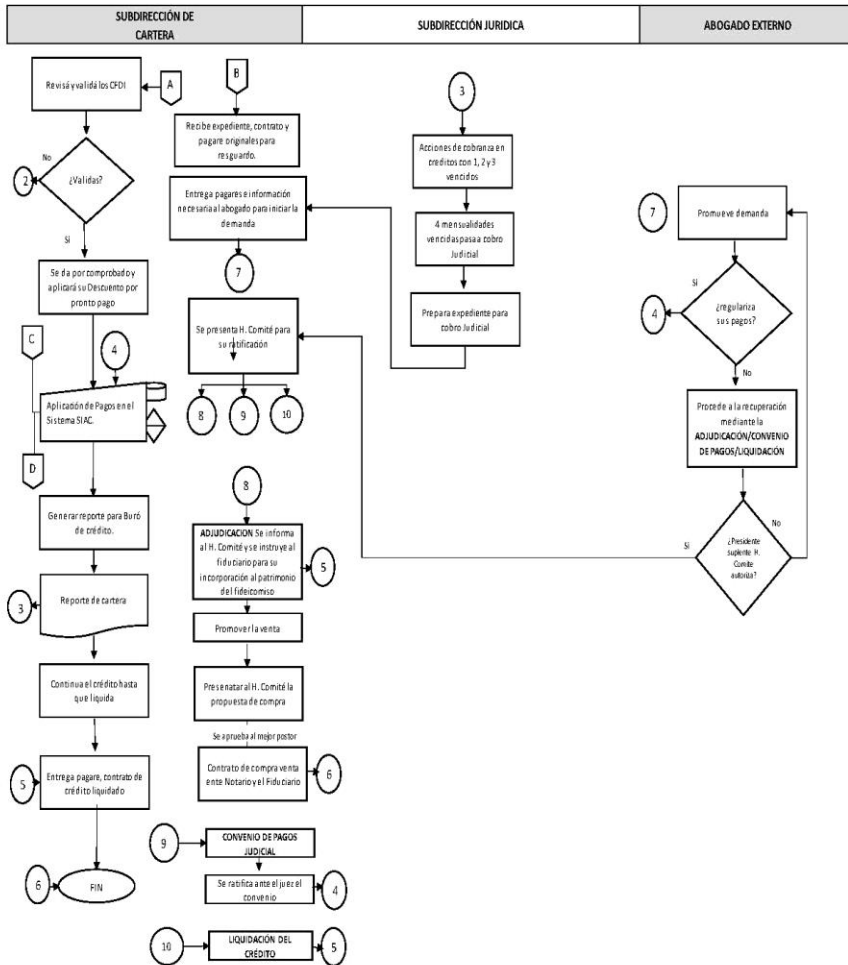 SUBDIRECCIÓN DE
CARTERA
SUBDIRECCIÓN JURIDICA
ABOGADO EXTERNO
Revisá y validá los CFDI
A
No
2
¿Validas?
Sí
Se da por comprobado y
aplicará su Descuento por
pronto pago
C
4
Aplicación de Pagos en el
Sistema SIAC.
D
Generar reporte para Buró
de crédito.
3
Reporte de cartera
Continua el crédito hasta
que liquida
5
Entrega pagare, contrato de
crédito liquidado
6
FIN
B
Recibe expediente, contrato y
pagare originales para
resguardo.
Entrega pagares e información
necesaria al abogado para iniciar la
demanda
7
Se presenta H. Comité para
su ratificación
8
9
10
8
ADJUDICACION Se informa
al H. Comité y se instruye al
fiduciario para su
incorporación al patrimonio
del fideicomiso
5
Promover la venta
Presenatar al H. Comité la
propuesta de compra
Se aprueba al mejor postor
Contrato de compra venta
ente Notario y el Fiduciario
6
9
CONVENIO DE PAGOS
JUDICIAL
Se ratifica ante el juez el
convenio
4
10
LIQUIDACIÓN DEL
CRÉDITO
5
3
Acciones de cobranza en
creditos con 1, 2 y 3
vencidos
4 mensualidades
vencidas pasa a cobro
Judicial
Prepara expediente para
cobro Judicial
7
Promueve demanda
Sí
4
¿regulariza
sus pagos?
No
Procede a la recuperación
mediante la
ADJUDICACIÓN/CONVENIO
DE PAGOS/LIQUIDACIÓN
Sí
No
¿Presidente
suplente H.
Comite
autoriza?